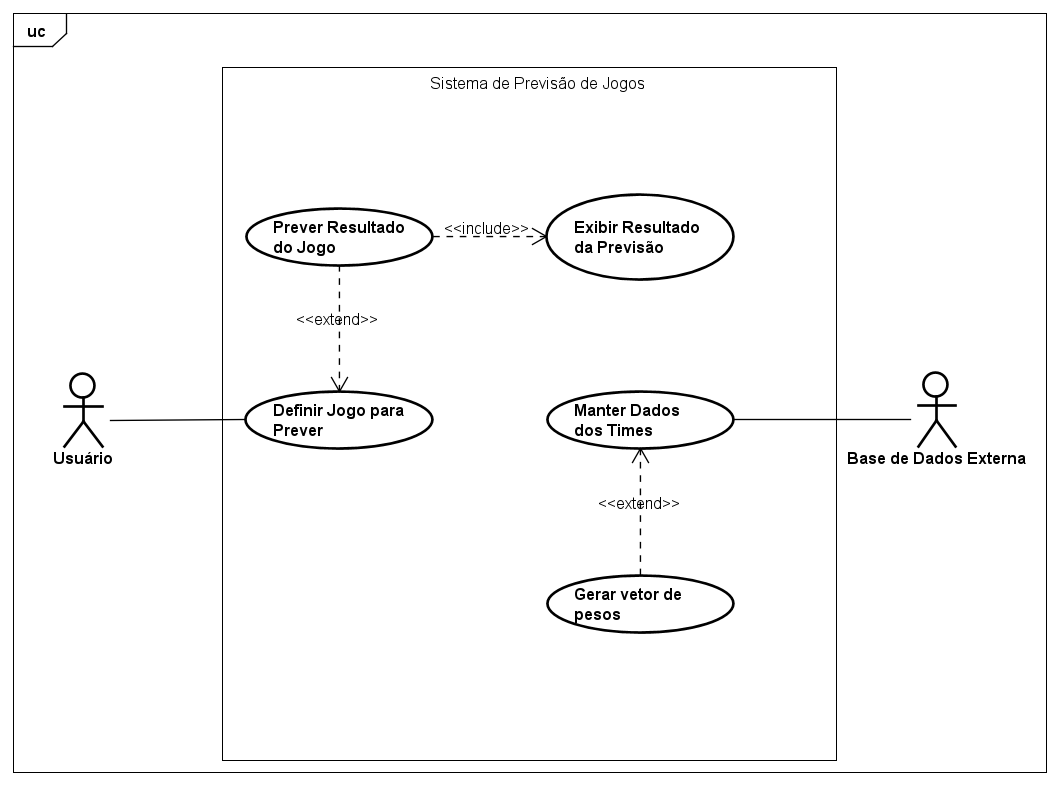 uc
Sistema de Previsão de Jogos
Prever Resultado
do Jogo
<<include>>
Exibir Resultado
da Previsão
<<extend>>
Definir Jogo para
Prever
Manter Dados
dos Times
Usuário
Base de Dados Externa
<<extend>>
Gerar vetor de
pesos